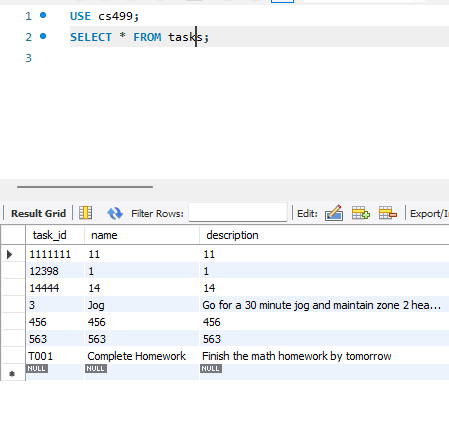 1 USE cs499;
2 SELECT * FROM tasks;
3
Result Grid Filter Rows: Edit: Export/I
task_id name description
1111111 11 11
12398 1 1
14444 14 14
3 Jog Go for a 30 minute jog and maintain zone 2 hea...
456 456 456
563 563 563
T001 Complete Homework Finish the math homework by tomorrow
NULL NULL NULL